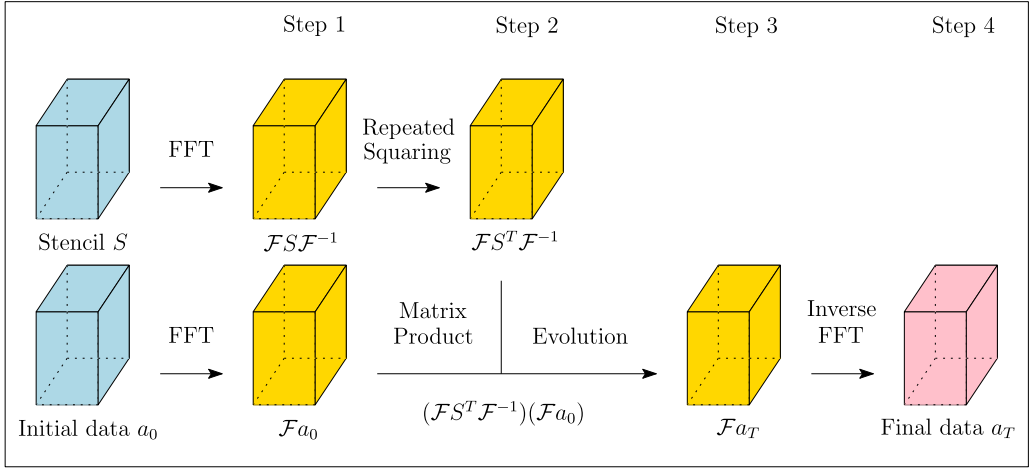 Step 1 Step 2 Step 3 Step 4
FFT
Repeated
Squaring
Stencil S
ℱSℱ⁻¹
ℱSᵀℱ⁻¹
FFT
Matrix
Product
Evolution
Inverse
FFT
Initial data a₀
ℱa₀
(ℱSᵀℱ⁻¹)(ℱa₀)
ℱa_T
Final data a_T